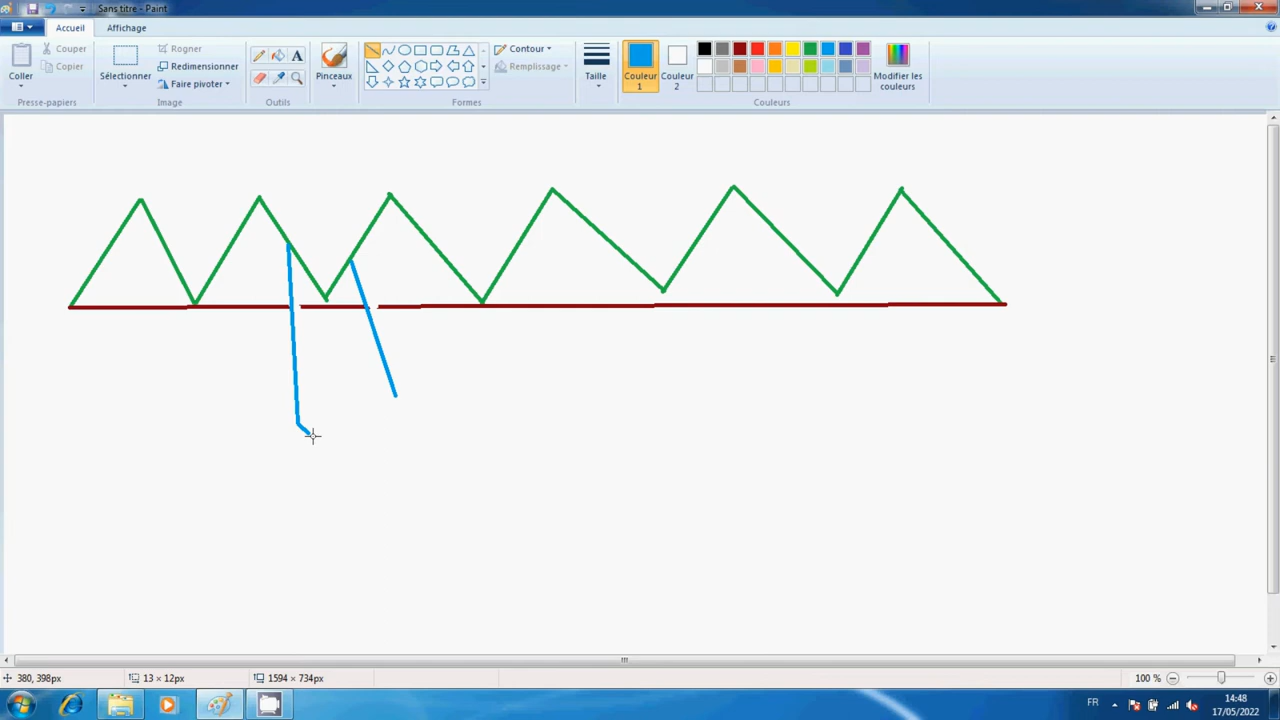 Sans titre - Paint
Accueil
Affichage
Coller
Couper
Copier
Presse-papiers
Sélectionner
Rogner
Redimensionner
Faire pivoter
Image
A
Outils
Pinceaux
Formes
Contour
Remplissage
Taille
Couleur
1
Couleur
2
Couleurs
Modifier les
couleurs
380, 398px
13 × 12px
1594 × 734px
100 %
FR
14:48
17/05/2022